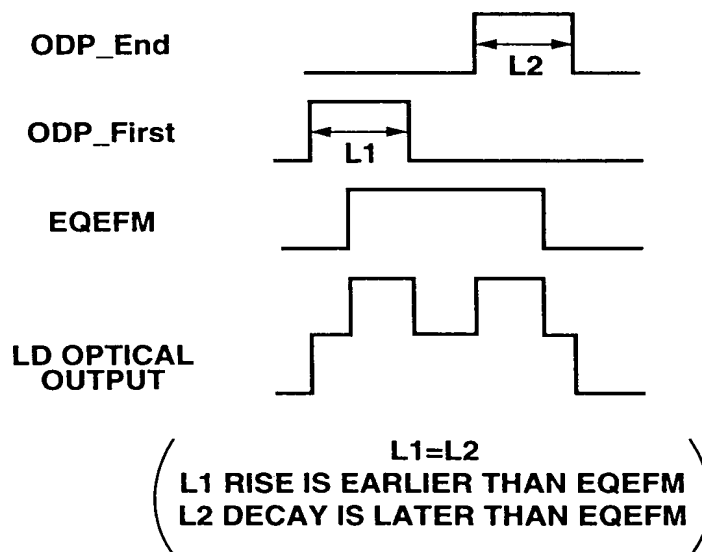 ODP_End
L2
ODP_First
L1
EQEFM
LD OPTICAL
OUTPUT
L1=L2
L1 RISE IS EARLIER THAN EQEFM
L2 DECAY IS LATER THAN EQEFM